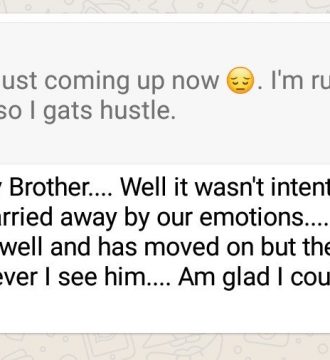 ust coming up now 😔. I'm ru
so I gats hustle.
y Brother.... Well it wasn't intent
arried away by our emotions....
well and has moved on but the
ever I see him.... Am glad I cou